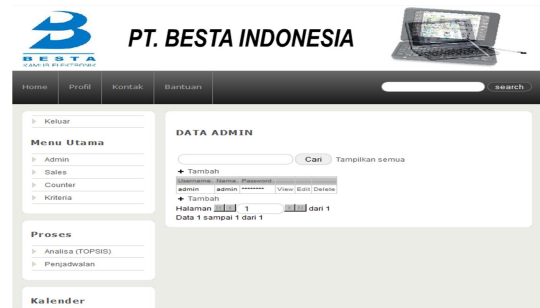 BESTA
KAMUS ELEKTRONIK
PT. BESTA INDONESIA
Home Profil Kontak Bantuan search
Keluar
Menu Utama
Admin
Sales
Counter
Kriteria
Proses
Analisa (TOPSIS)
Penjadwalan
Kalender
DATA ADMIN
Cari Tampilkan semua
+ Tambah
Username Nama Password
admin admin ******** View Edit Delete
+ Tambah
Halaman 1 dari 1
Data 1 sampai 1 dari 1